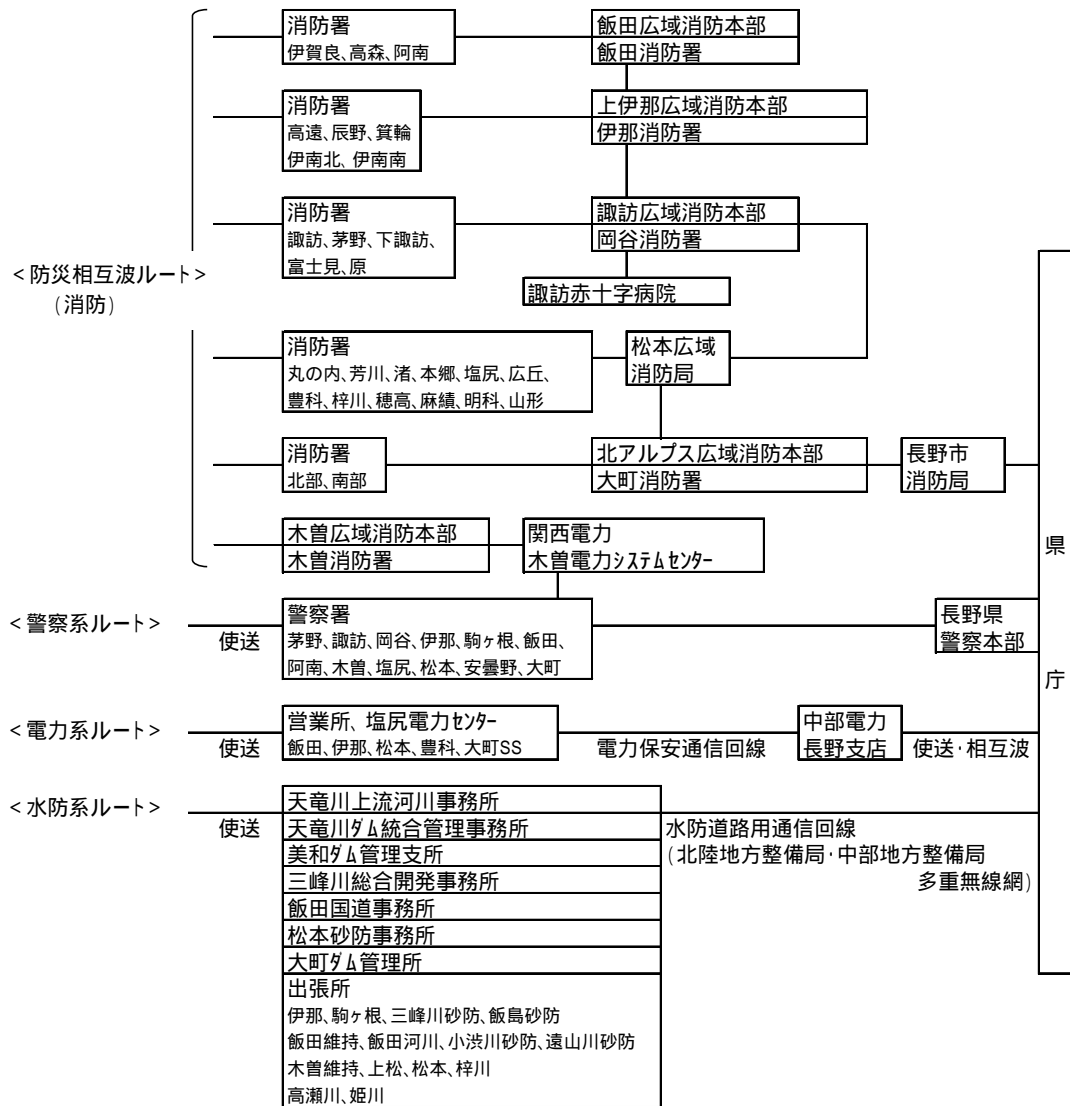 消防署
伊賀良、高森、阿南
飯田広域消防本部
飯田消防署
消防署
高遠、辰野、箕輪
伊南北、伊南南
上伊那広域消防本部
伊那消防署
消防署
諏訪、茅野、下諏訪、
富士見、原
諏訪広域消防本部
岡谷消防署
諏訪赤十字病院
<防災相互波ルート>
(消防)
消防署
丸の内、芳川、渚、本郷、塩尻、広丘、
豊科、梓川、穂高、麻績、明科、山形
松本広域
消防局
消防署
北部、南部
北アルプス広域消防本部
大町消防署
長野市
消防局
木曽広域消防本部
木曽消防署
関西電力
木曽電力ｼｽﾃﾑｾﾝﾀｰ
県
庁
<警察系ルート>
使送
警察署
茅野、諏訪、岡谷、伊那、駒ヶ根、飯田、
阿南、木曽、塩尻、松本、安曇野、大町
長野県
警察本部
<電力系ルート>
使送
営業所、塩尻電力ｾﾝﾀｰ
飯田、伊那、松本、豊科、大町SS
電力保安通信回線
中部電力
長野支店
使送・相互波
<水防系ルート>
使送
天竜川上流河川事務所
天竜川ﾀﾞﾑ統合管理事務所
美和ﾀﾞﾑ管理支所
三峰川総合開発事務所
飯田国道事務所
松本砂防事務所
大町ﾀﾞﾑ管理所
出張所
伊那、駒ヶ根、三峰川砂防、飯島砂防
飯田維持、飯田河川、小渋川砂防、遠山川砂防
木曽維持、上松、松本、梓川
高瀬川、姫川
水防道路用通信回線
(北陸地方整備局・中部地方整備局
多重無線網)